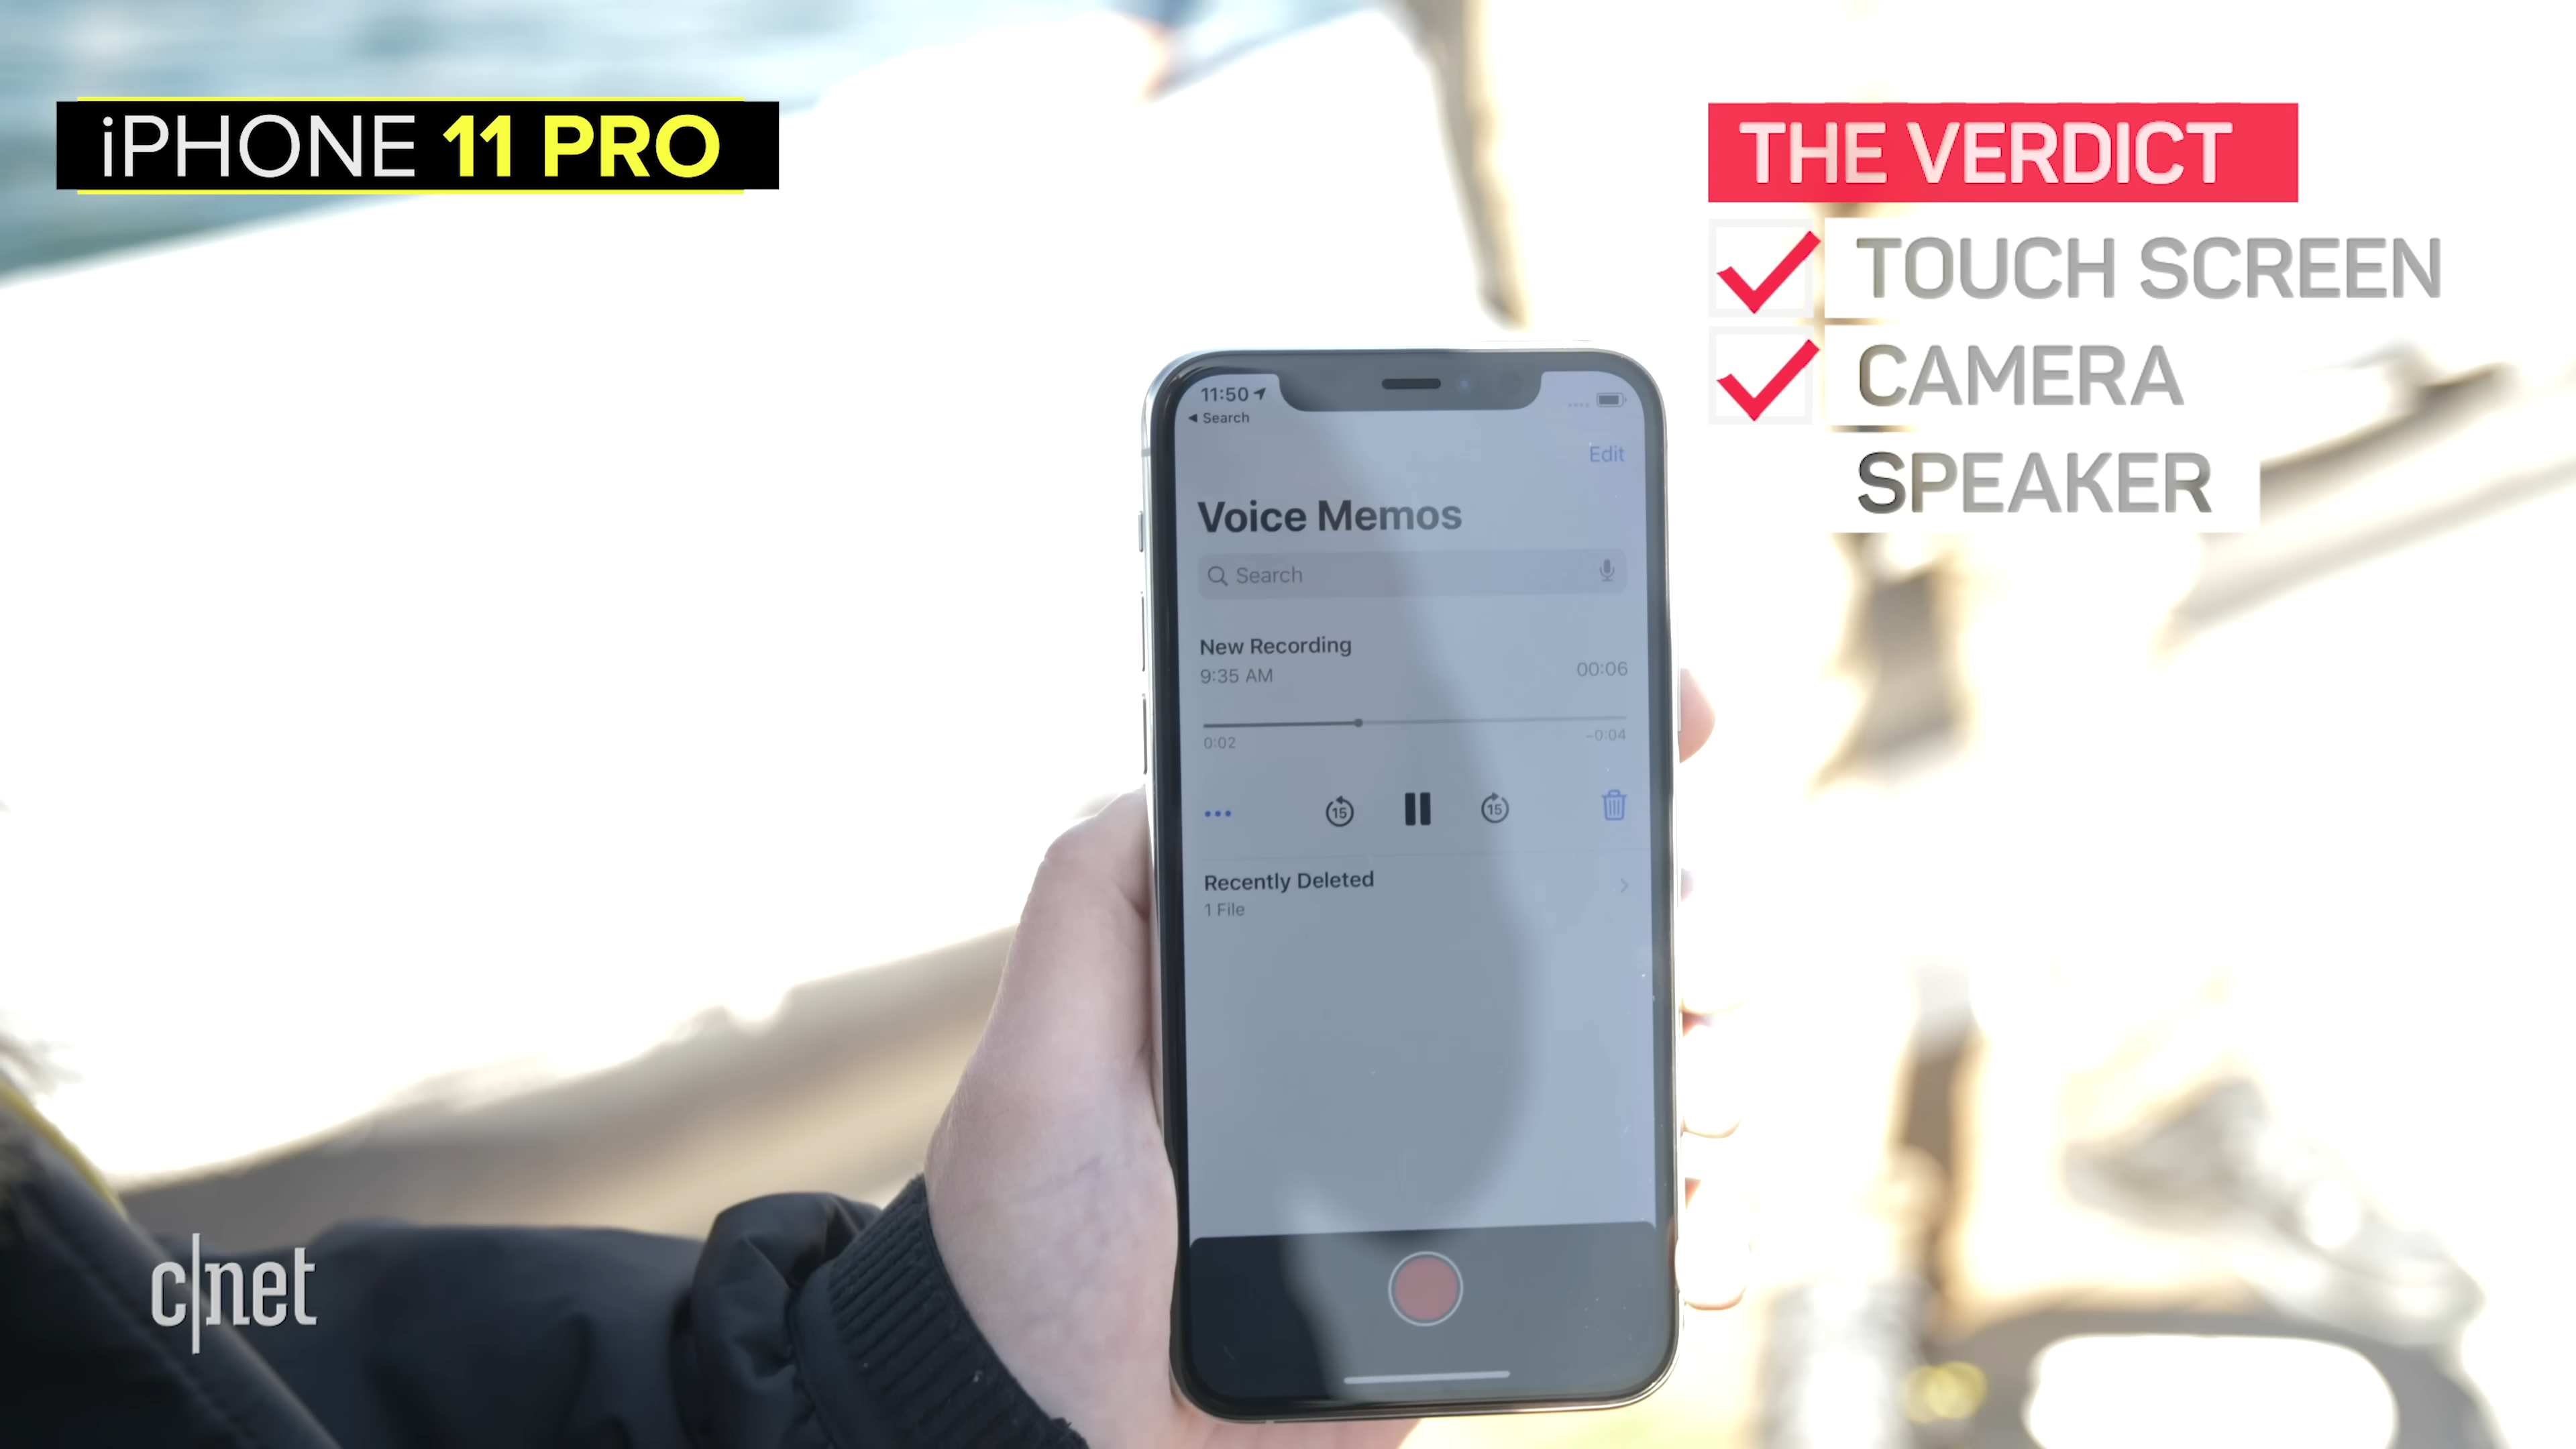 iPHONE 11 PRO
THE VERDICT
TOUCH SCREEN
CAMERA
SPEAKER
11:50
Search
Edit
Voice Memos
Search
New Recording
9:35 AM
00:06
0:02
-0:04
15
15
Recently Deleted
1 File
c|net